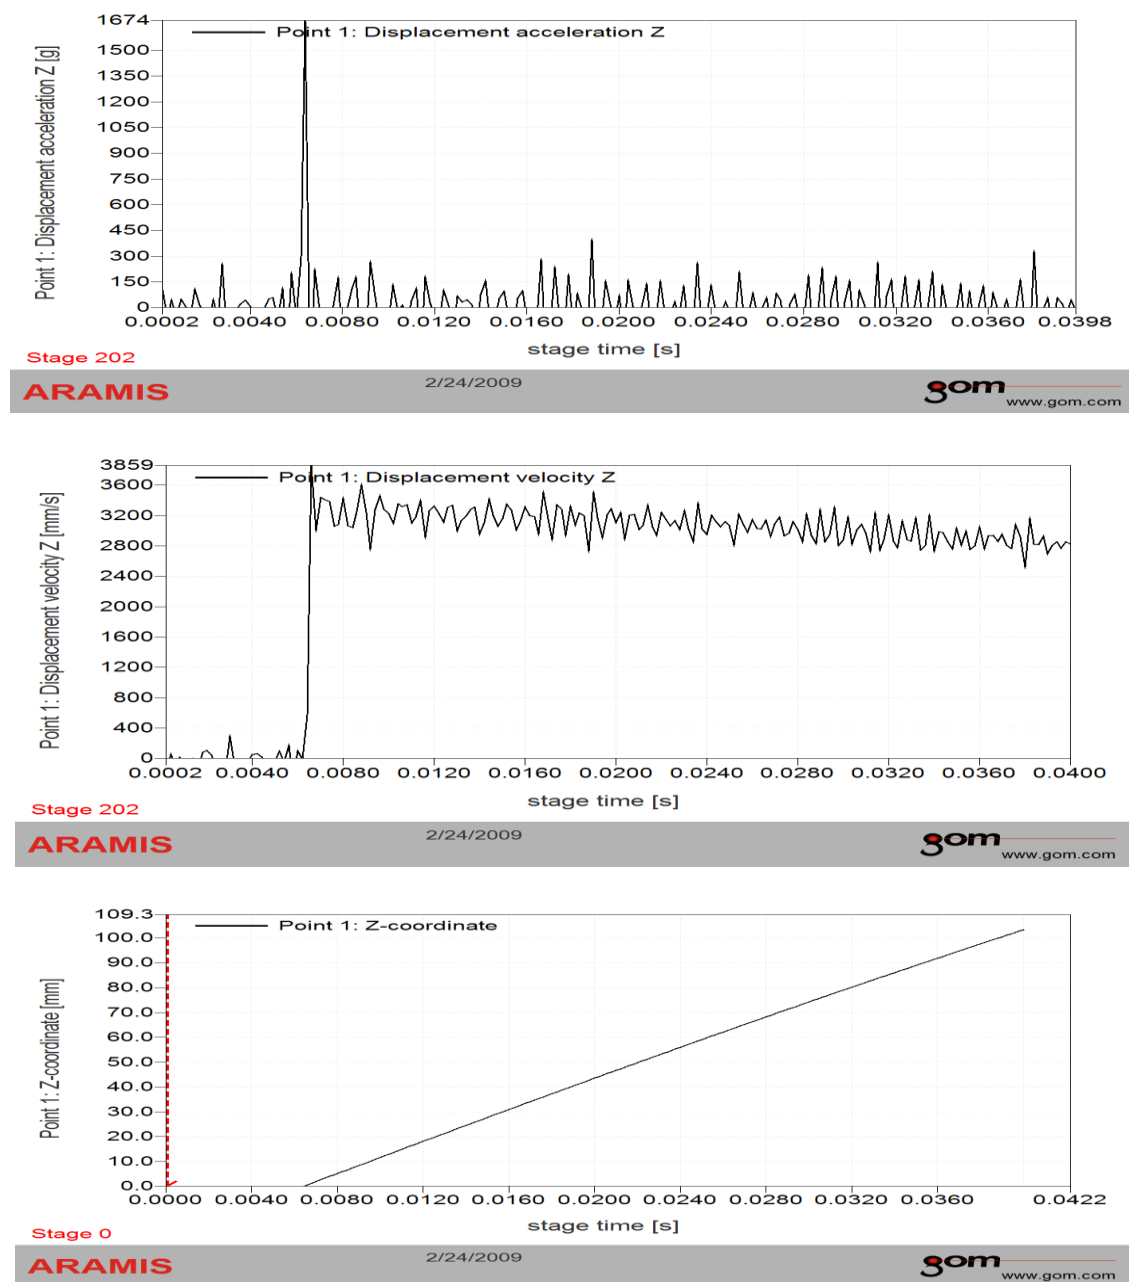 Point 1: Displacement acceleration Z
Point 1: Displacement acceleration Z [g]
1674
1500
1350
1200
1050
900
750
600
450
300
150
0
0.0002 0.0040 0.0080 0.0120 0.0160 0.0200 0.0240 0.0280 0.0320 0.0360 0.0398
stage time [s]
Stage 202
ARAMIS 2/24/2009 gom
www.gom.com
Point 1: Displacement velocity Z
Point 1: Displacement velocity Z [mm/s]
3859
3600
3200
2800
2400
2000
1600
1200
800
400
0
0.0002 0.0040 0.0080 0.0120 0.0160 0.0200 0.0240 0.0280 0.0320 0.0360 0.0400
stage time [s]
Stage 202
ARAMIS 2/24/2009 gom
www.gom.com
Point 1: Z-coordinate
Point 1: Z-coordinate [mm]
109.3
100.0
90.0
80.0
70.0
60.0
50.0
40.0
30.0
20.0
10.0
0.0
0.0000 0.0040 0.0080 0.0120 0.0160 0.0200 0.0240 0.0280 0.0320 0.0360 0.0422
stage time [s]
Stage 0
ARAMIS 2/24/2009 gom
www.gom.com